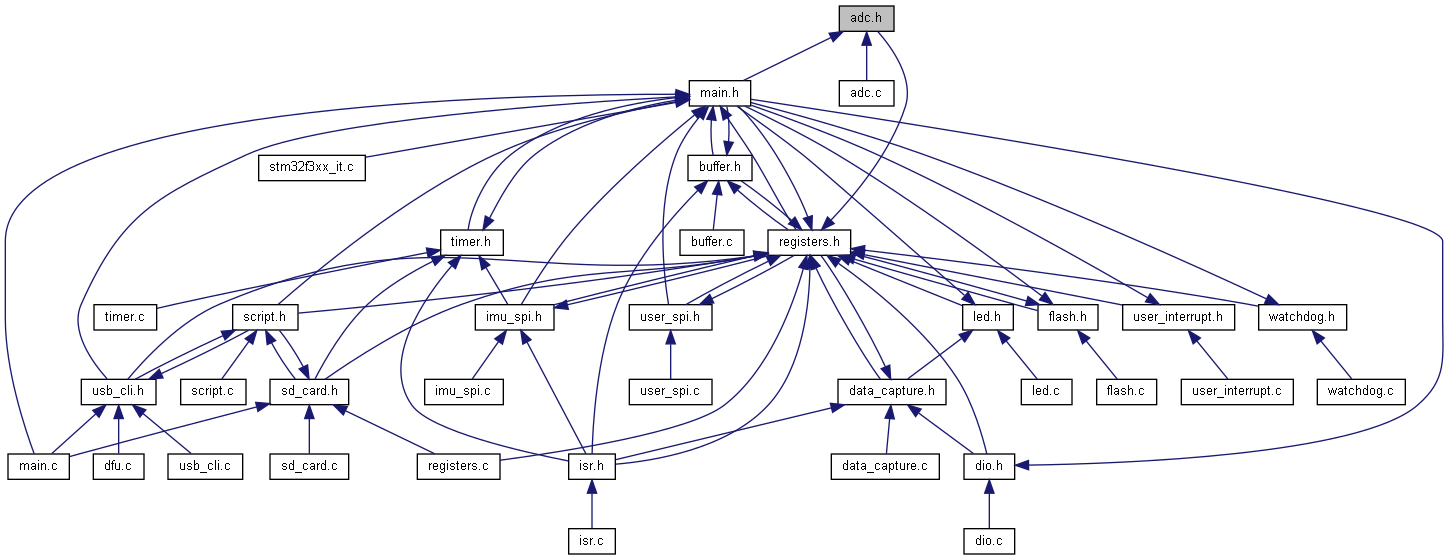 adc.h
main.h
adc.c
stm32f3xx_it.c
buffer.h
timer.h
buffer.c
registers.h
timer.c
script.h
imu_spi.h
user_spi.h
led.h
flash.h
user_interrupt.h
watchdog.h
usb_cli.h
script.c
sd_card.h
imu_spi.c
user_spi.c
data_capture.h
led.c
flash.c
user_interrupt.c
watchdog.c
main.c
dfu.c
usb_cli.c
sd_card.c
registers.c
isr.h
data_capture.c
dio.h
isr.c
dio.c